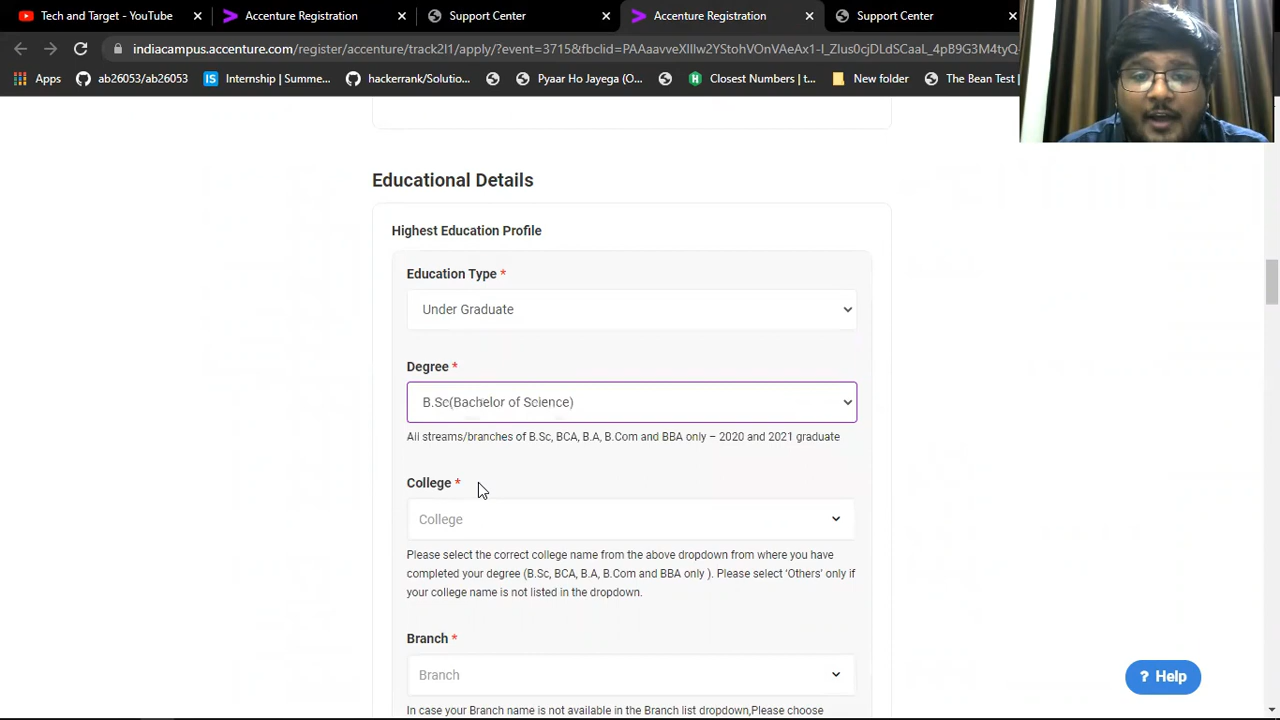 Tech and Target - YouTube
Accenture Registration
Support Center
Accenture Registration
Support Center
indiacampus.accenture.com/register/accenture/track2l1/apply/?event=3715&fbclid=
Apps
ab26053/ab26053
Internship | Summe...
hackerrank/Solutio...
Pyaar Ho Jayega (O...
Closest Numbers | t...
New folder
The Bean Test |
Educational Details
Highest Education Profile
Education Type *
Under Graduate
Degree *
B.Sc(Bachelor of Science)
All streams/branches of B.Sc, BCA, B.A, B.Com and BBA only – 2020 and 2021 graduate
College *
College
Please select the correct college name from the above dropdown from where you have
completed your degree (B.Sc, BCA, B.A, B.Com and BBA only ). Please select ‘Others’ only if
your college name is not listed in the dropdown.
Branch *
Branch
In case your Branch name is not available in the Branch list dropdown,Please choose
? Help